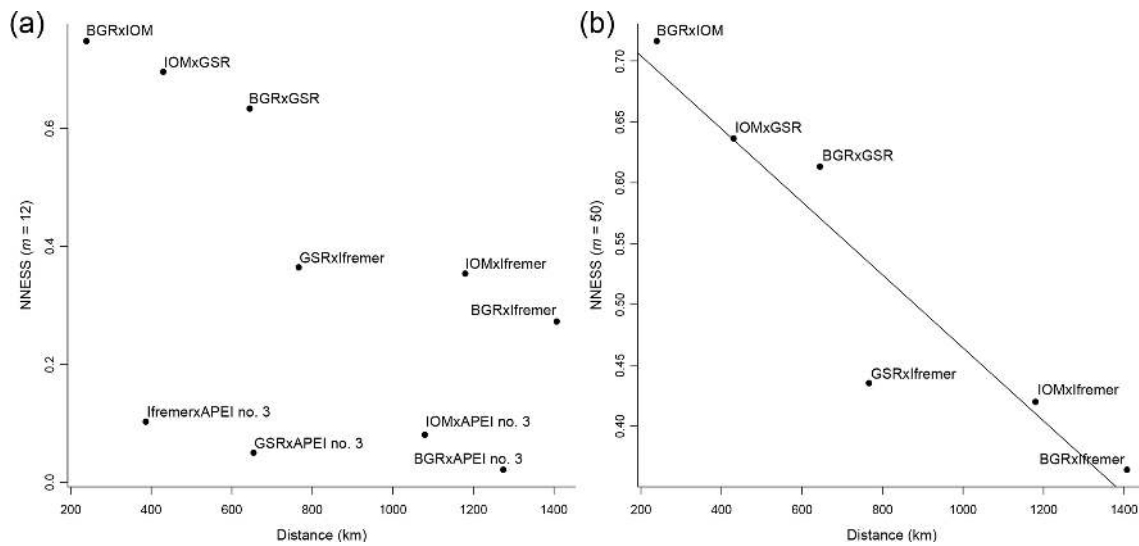 (a)
BGRxIOM
IOMxGSR
BGRxGSR
GSRxIfremer
IOMxIfremer
BGRxIfremer
IfremerxAPEI no. 3
GSRxAPEI no. 3
IOMxAPEI no. 3
BGRxAPEI no. 3
NNESS (m = 12)
0.6
0.4
0.2
0.0
200 400 600 800 1000 1200 1400
Distance (km)
(b)
BGRxIOM
IOMxGSR
BGRxGSR
GSRxIfremer
IOMxIfremer
BGRxIfremer
NNESS (m = 50)
0.70
0.65
0.60
0.55
0.50
0.45
0.40
200 400 600 800 1000 1200 1400
Distance (km)